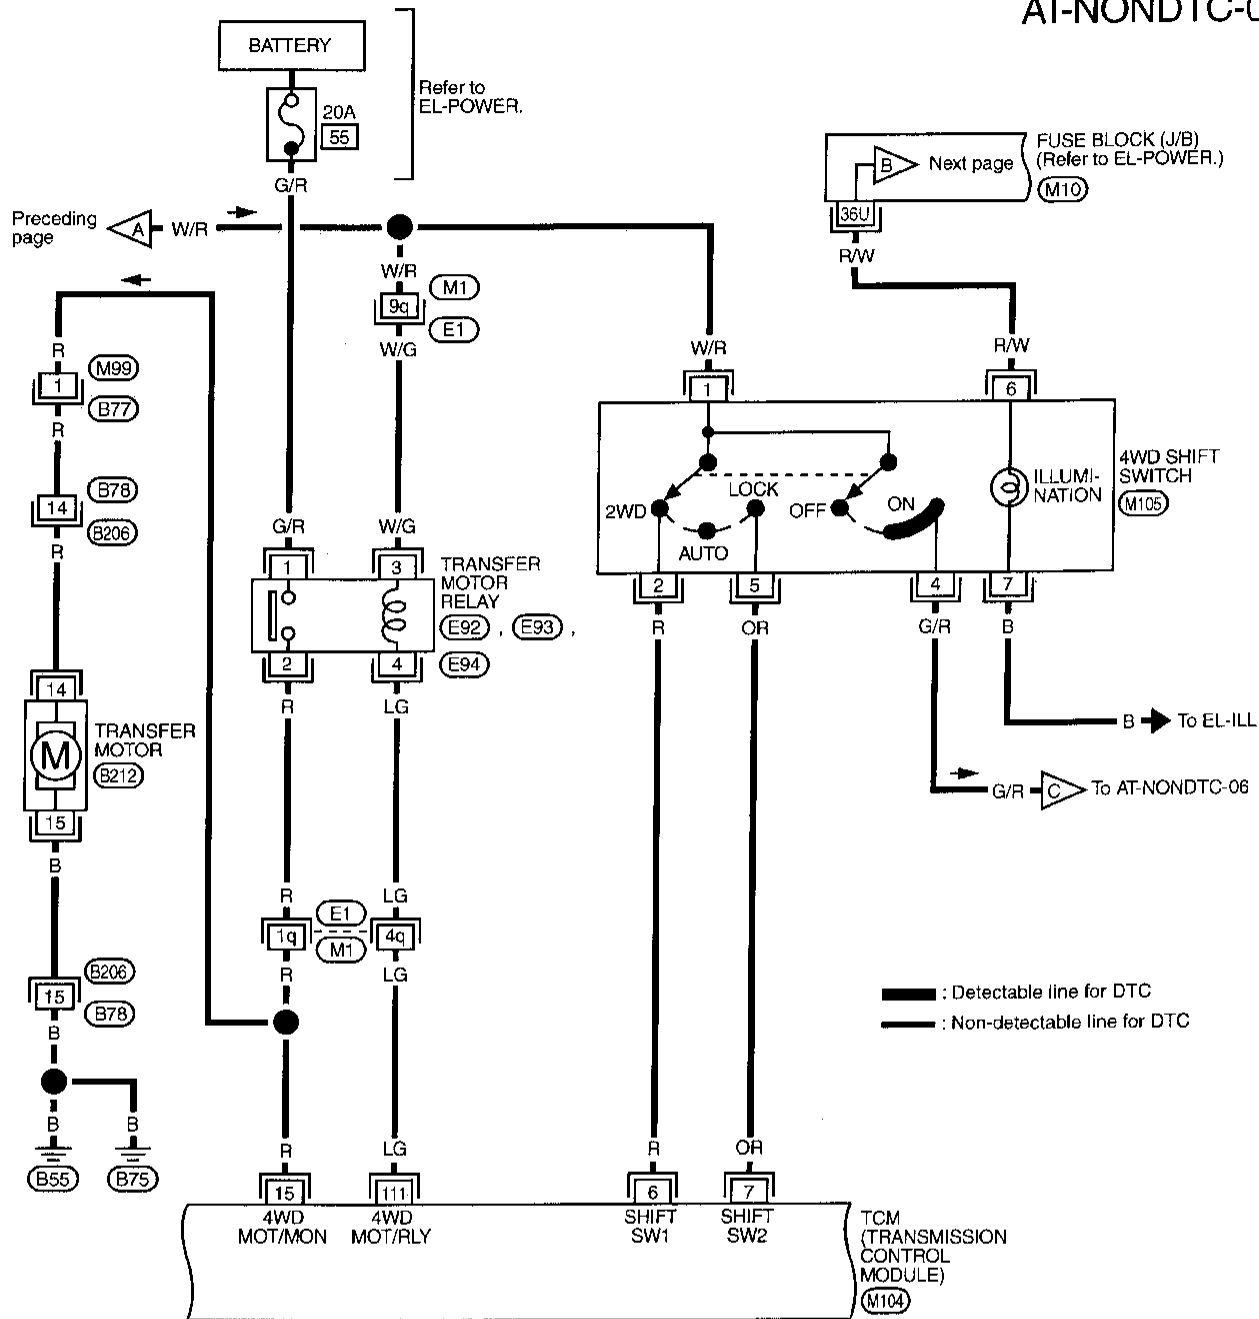 AT-NONDTC-0
BATTERY
20A
55
Refer to
EL-POWER.
G/R
Preceding
page
A
W/R
FUSE BLOCK (J/B)
(Refer to EL-POWER.)
M10
B
Next page
36U
R/W
W/R
9q
M1
E1
W/G
W/R
R/W
R
1
M99
B77
R
14
B78
B206
R
1
6
4WD SHIFT
SWITCH
M105
ILLUMI-
NATION
2WD
LOCK
AUTO
OFF
ON
2
5
4
7
R
OR
G/R
B
G/R
W/G
1
3
TRANSFER
MOTOR
RELAY
E92 , E93 ,
E94
2
4
R
LG
14
M
TRANSFER
MOTOR
B212
15
B
B
To EL-ILL
G/R
C
To AT-NONDTC-06
R
LG
1q
E1
M1
4q
R
LG
15
B206
B78
B
B
B
B55
B75
: Detectable line for DTC
: Non-detectable line for DTC
R
LG
R
OR
15
111
6
7
4WD
MOT/MON
4WD
MOT/RLY
SHIFT
SW1
SHIFT
SW2
TCM
(TRANSMISSION
CONTROL
MODULE)
M104